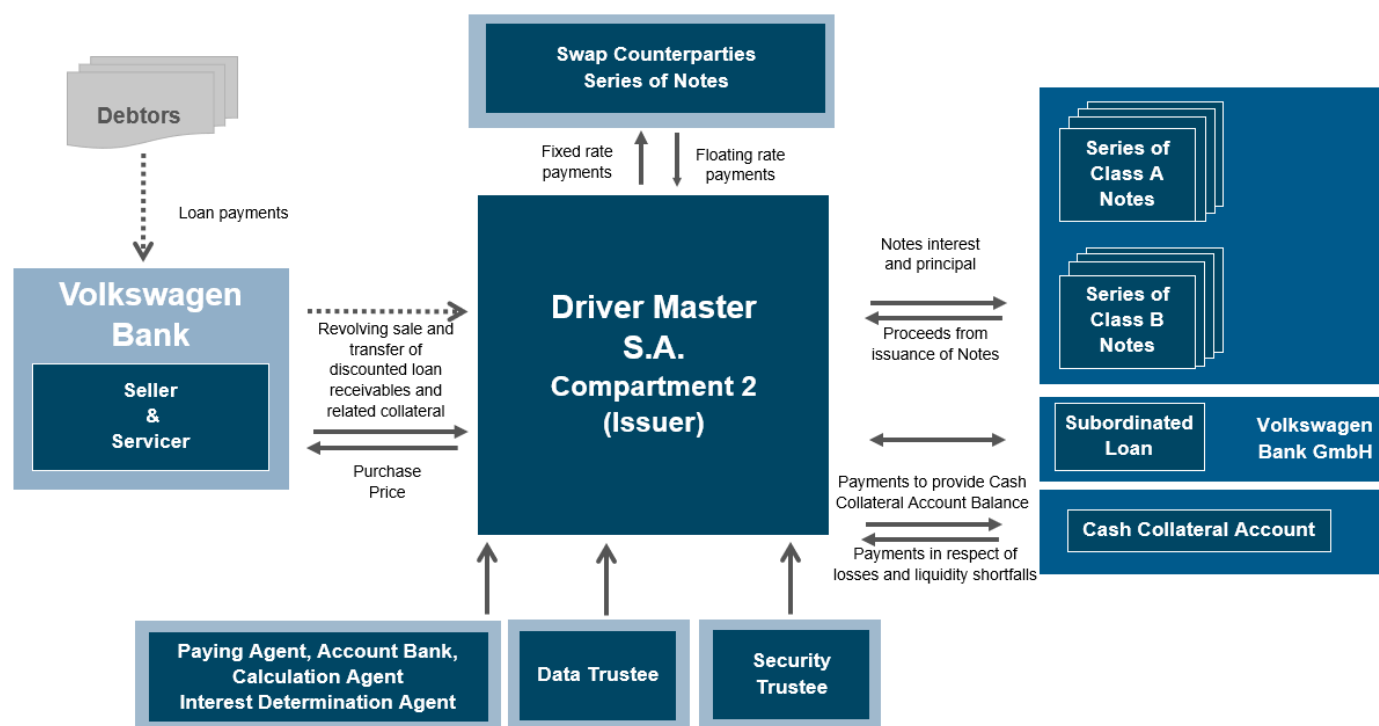 Swap Counterparties
Series of Notes
Debtors
Fixed rate
payments
Floating rate
payments
Loan payments
Volkswagen
Bank
Seller
&
Servicer
Revolving sale and
transfer of
discounted loan
receivables and
related collateral
Purchase
Price
Driver Master
S.A.
Compartment 2
(Issuer)
Notes interest
and principal
Proceeds from
issuance of Notes
Series of
Class A
Notes
Series of
Class B
Notes
Subordinated
Loan
Volkswagen
Bank GmbH
Payments to provide Cash
Collateral Account Balance
Payments in respect of
losses and liquidity shortfalls
Cash Collateral Account
Paying Agent, Account Bank,
Calculation Agent
Interest Determination Agent
Data Trustee
Security
Trustee